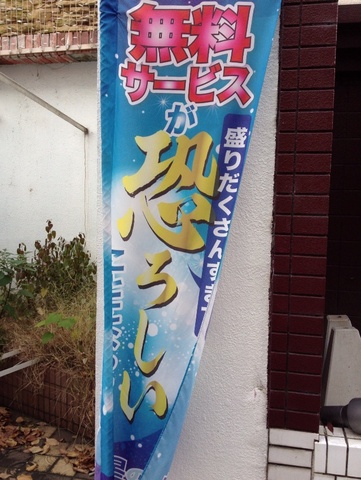 無料
サービス
が
恐ろしい
盛りだくさんすぎ